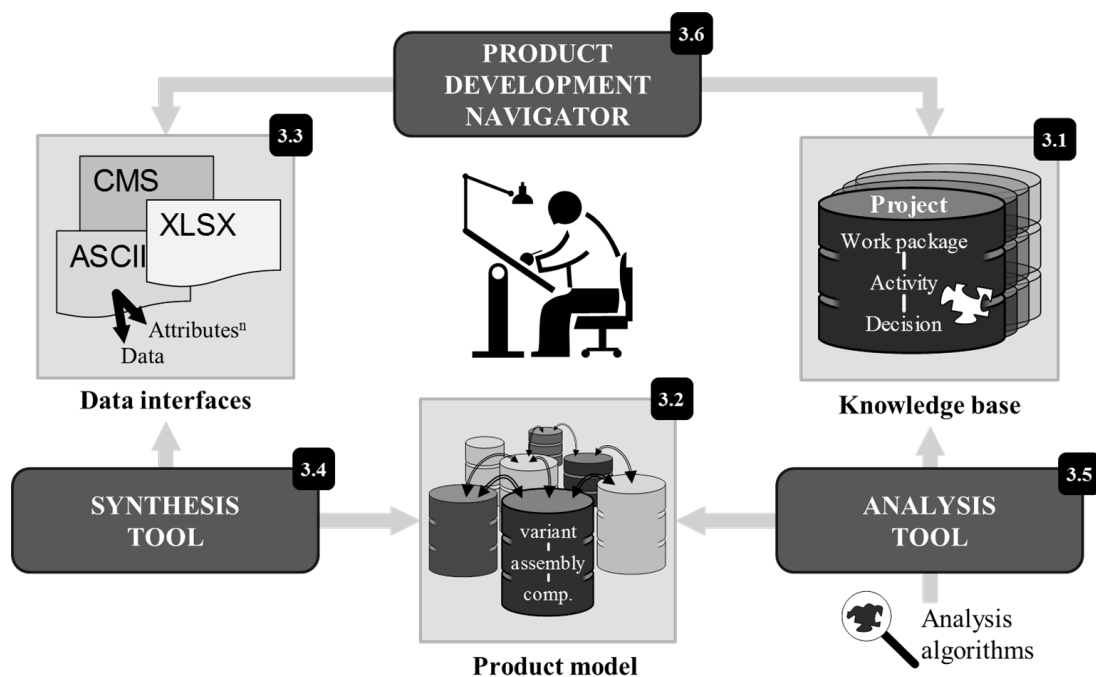 3.6
PRODUCT
DEVELOPMENT
NAVIGATOR
3.3
CMS
XLSX
ASCII
Attributesⁿ
Data
Data interfaces
3.1
Project
Work package
Activity
Decision
Knowledge base
3.2
variant
assembly
comp.
Product model
3.4
SYNTHESIS
TOOL
3.5
ANALYSIS
TOOL
Analysis
algorithms